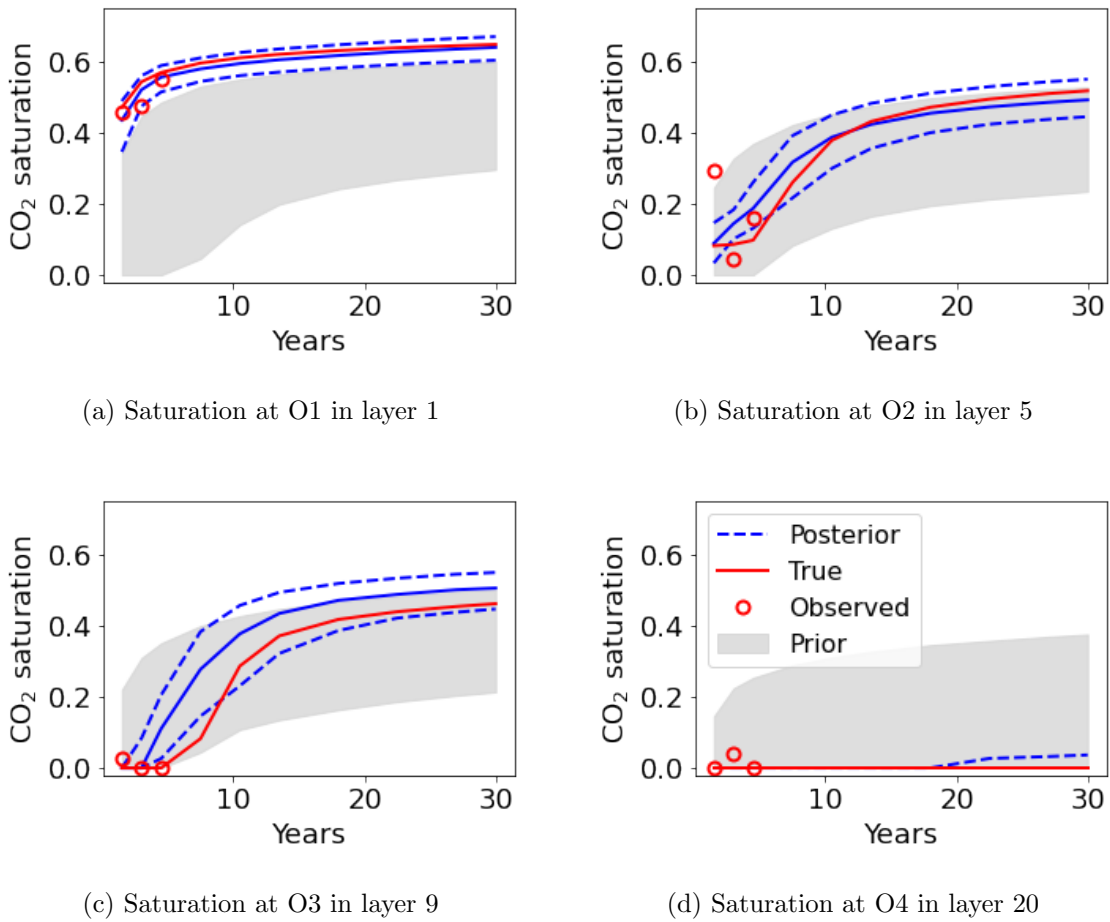 CO₂ saturation
0.6
0.4
0.2
0.0
10
20
30
Years
(a) Saturation at O1 in layer 1
CO₂ saturation
0.6
0.4
0.2
0.0
10
20
30
Years
(b) Saturation at O2 in layer 5
CO₂ saturation
0.6
0.4
0.2
0.0
10
20
30
Years
(c) Saturation at O3 in layer 9
CO₂ saturation
0.6
0.4
0.2
0.0
Posterior
True
Observed
Prior
10
20
30
Years
(d) Saturation at O4 in layer 20